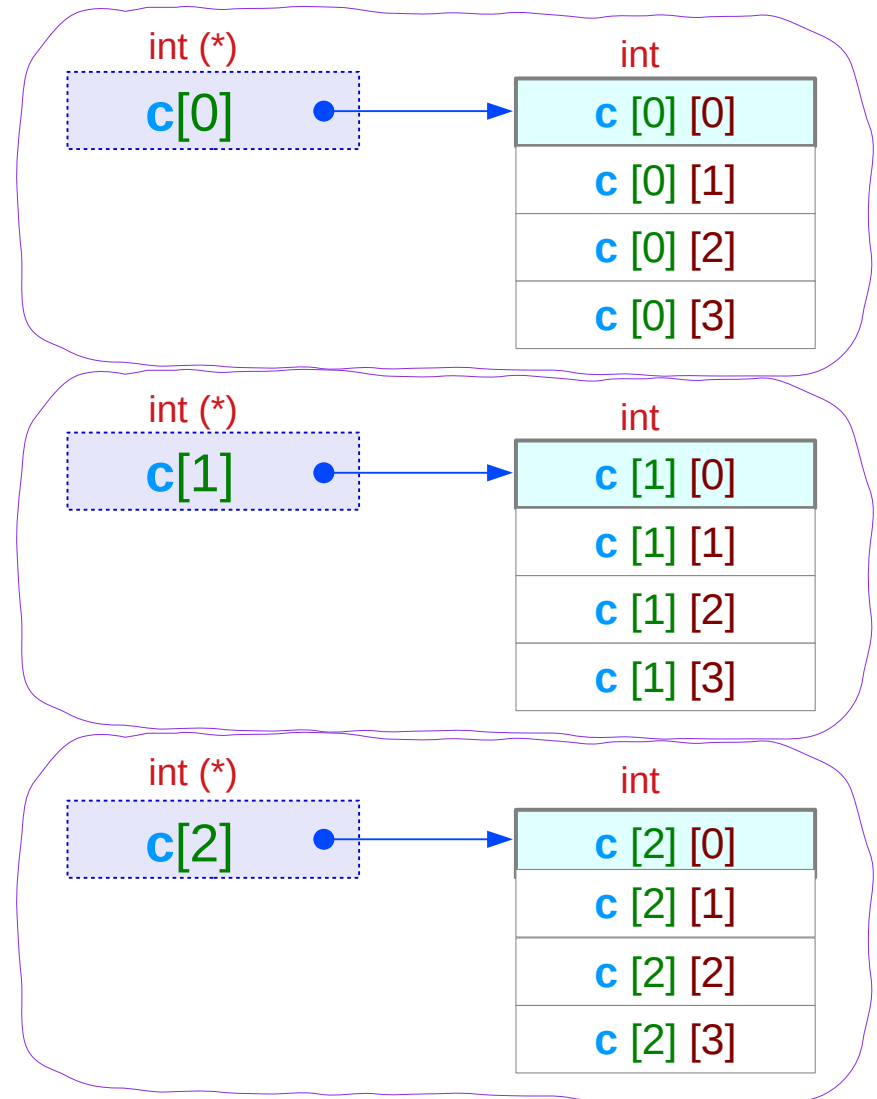 int (*)
int
c[0]
c [0] [0]
c [0] [1]
c [0] [2]
c [0] [3]
int (*)
int
c[1]
c [1] [0]
c [1] [1]
c [1] [2]
c [1] [3]
int (*)
int
c[2]
c [2] [0]
c [2] [1]
c [2] [2]
c [2] [3]